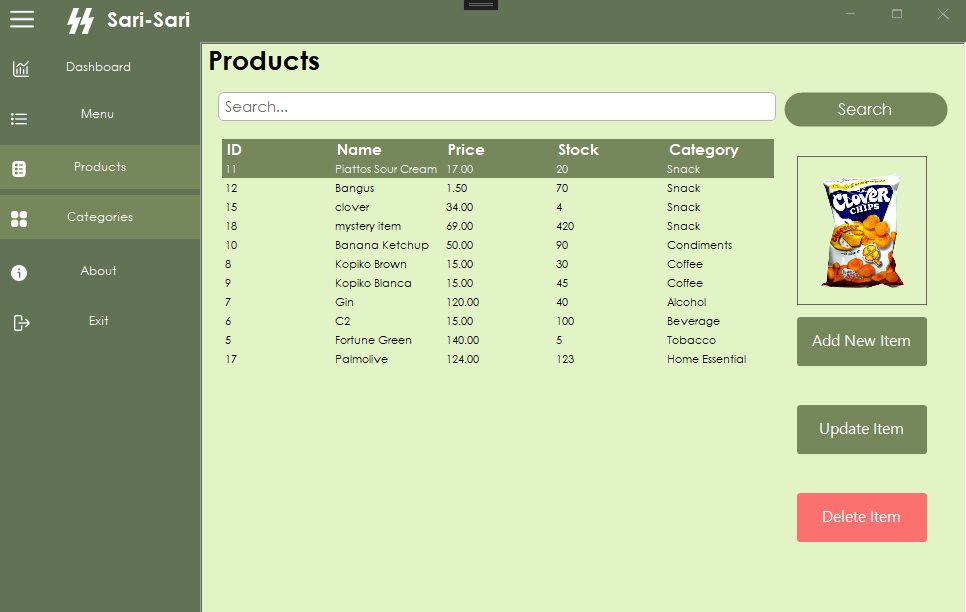 Sari-Sari
Dashboard
Menu
Products
Categories
About
Exit
Products
Search...
Search
ID Name Price Stock Category
11 Piattos Sour Cream 17.00 20 Snack
12 Bangus 1.50 70 Snack
15 clover 34.00 4 Snack
18 mystery item 69.00 420 Snack
10 Banana Ketchup 50.00 90 Condiments
8 Kopiko Brown 15.00 30 Coffee
9 Kopiko Blanca 15.00 45 Coffee
7 Gin 120.00 40 Alcohol
6 C2 15.00 100 Beverage
5 Fortune Green 140.00 5 Tobacco
17 Palmolive 124.00 123 Home Essential
CLOVER
CHIPS
Add New Item
Update Item
Delete Item